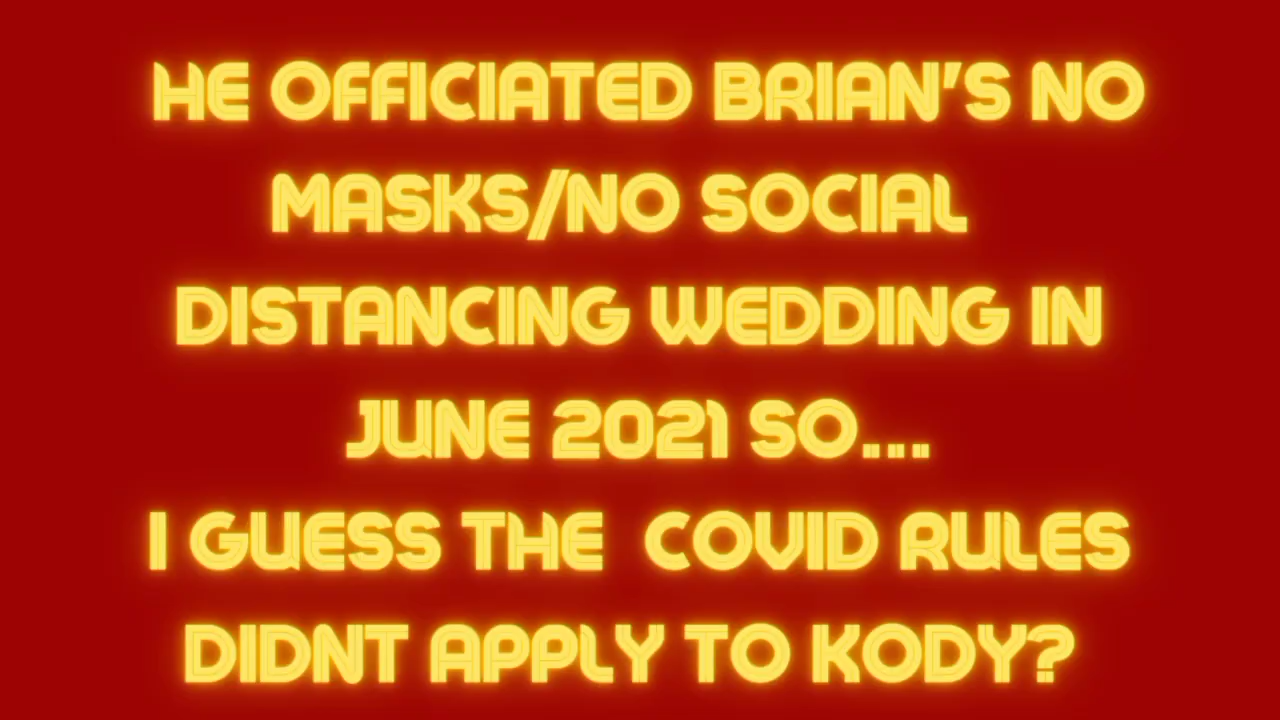 HE OFFICIATED BRIAN'S NO
MASKS/NO SOCIAL
DISTANCING WEDDING IN
JUNE 2021 SO...
I GUESS THE COVID RULES
DIDNT APPLY TO KODY?